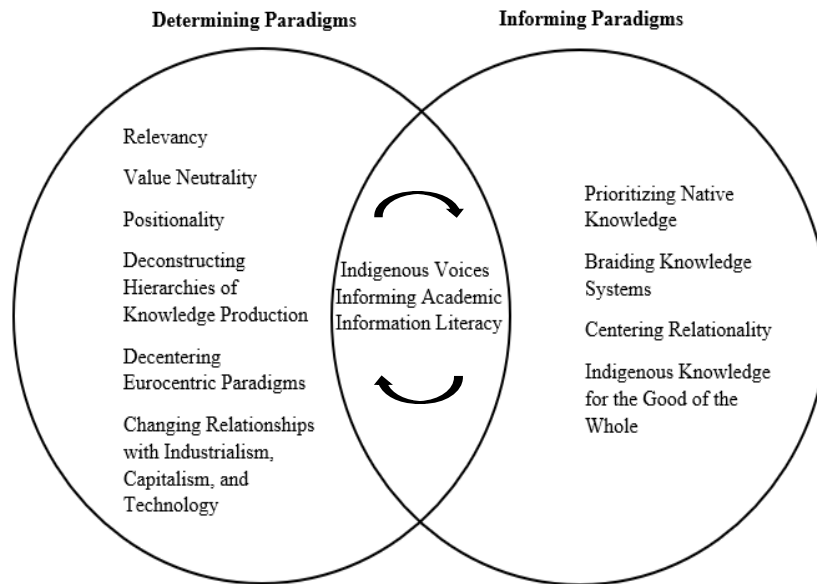 Determining Paradigms
Informing Paradigms
Relevancy
Value Neutrality
Positionality
Deconstructing
Hierarchies of
Knowledge Production
Decentering
Eurocentric Paradigms
Changing Relationships
with Industrialism,
Capitalism, and
Technology
Indigenous Voices
Informing Academic
Information Literacy
Prioritizing Native
Knowledge
Braiding Knowledge
Systems
Centering Relationality
Indigenous Knowledge
for the Good of the
Whole